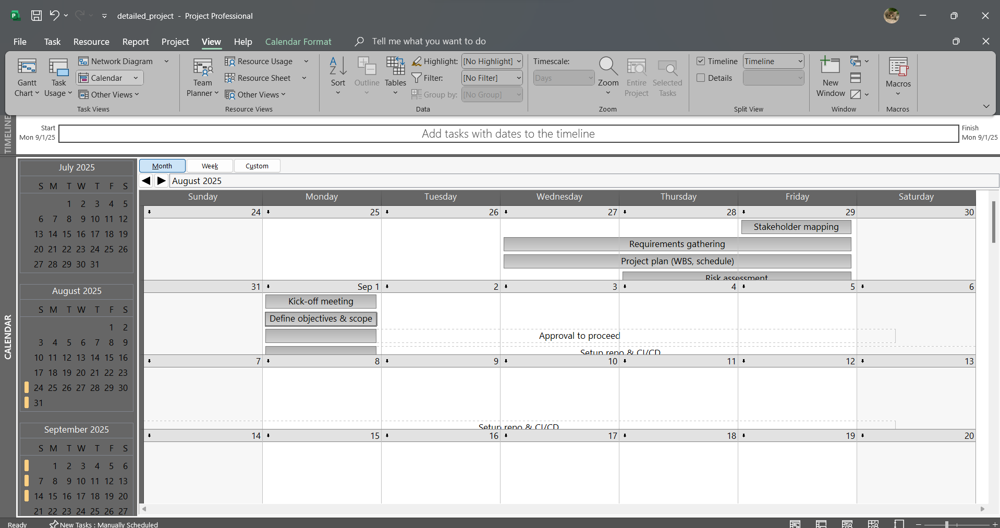 detailed_project - Project Professional
File Task Resource Report Project View Help Calendar Format Tell me what you want to do
Gantt Chart
Task Usage
Network Diagram
Calendar
Other Views
Task Views
Team Planner
Resource Usage
Resource Sheet
Other Views
Resource Views
Sort
Outline
Tables
Highlight: [No Highlight]
Filter: [No Filter]
Group by: [No Group]
Data
Timescale:
Days
Zoom
Entire Project
Selected Tasks
Zoom
Timeline Timeline
Details
Split View
New Window
Window
Macros
Macros
TIMELINE
Start
Mon 9/1/25
Add tasks with dates to the timeline
Finish
Mon 9/1/25
CALENDAR
July 2025
S M T W T F S
1 2 3 4 5
6 7 8 9 10 11 12
13 14 15 16 17 18 19
20 21 22 23 24 25 26
27 28 29 30 31
August 2025
S M T W T F S
1 2
3 4 5 6 7 8 9
10 11 12 13 14 15 16
17 18 19 20 21 22 23
24 25 26 27 28 29 30
31
September 2025
S M T W T F S
1 2 3 4 5 6
7 8 9 10 11 12 13
14 15 16 17 18 19 20
21 22 23 24 25 26 27
Month Week Custom
August 2025
Sunday Monday Tuesday Wednesday Thursday Friday Saturday
24 25 26 27 28 29 30
Stakeholder mapping
Requirements gathering
Project plan (WBS, schedule)
Risk assessment
31 Sep 1 2 3 4 5 6
Kick-off meeting
Define objectives & scope
Approval to proceed
Setup repo & CI/CD
7 8 9 10 11 12 13
Setup repo & CI/CD
14 15 16 17 18 19 20
Ready New Tasks : Manually Scheduled